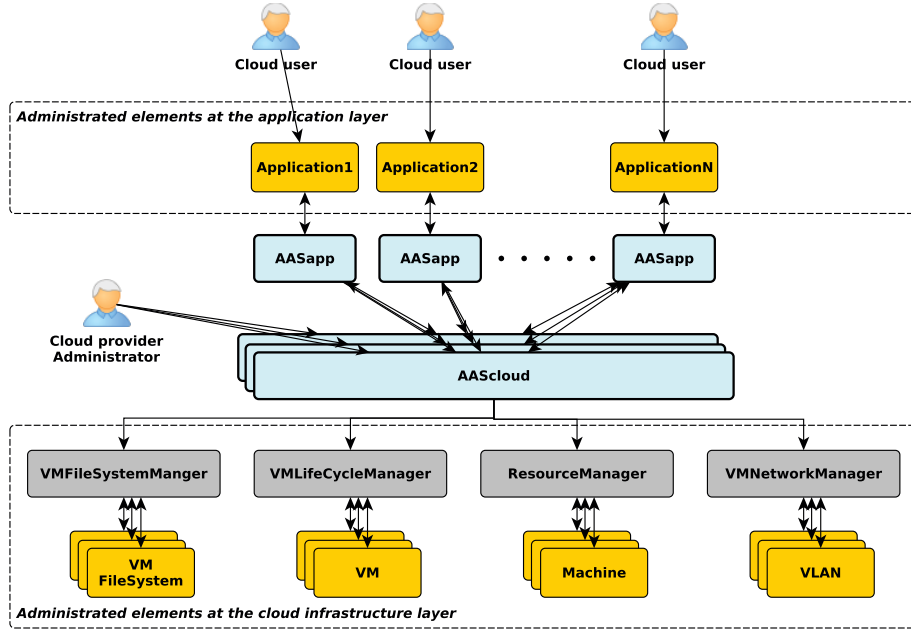 Cloud user
Cloud user
Cloud user
Administrated elements at the application layer
Application1
Application2
ApplicationN
AASapp
AASapp
. . . . .
AASapp
Cloud provider
Administrator
AAScloud
VMFileSystemManger
VMLifeCycleManager
ResourceManager
VMNetworkManager
VM
FileSystem
VM
Machine
VLAN
Administrated elements at the cloud infrastructure layer